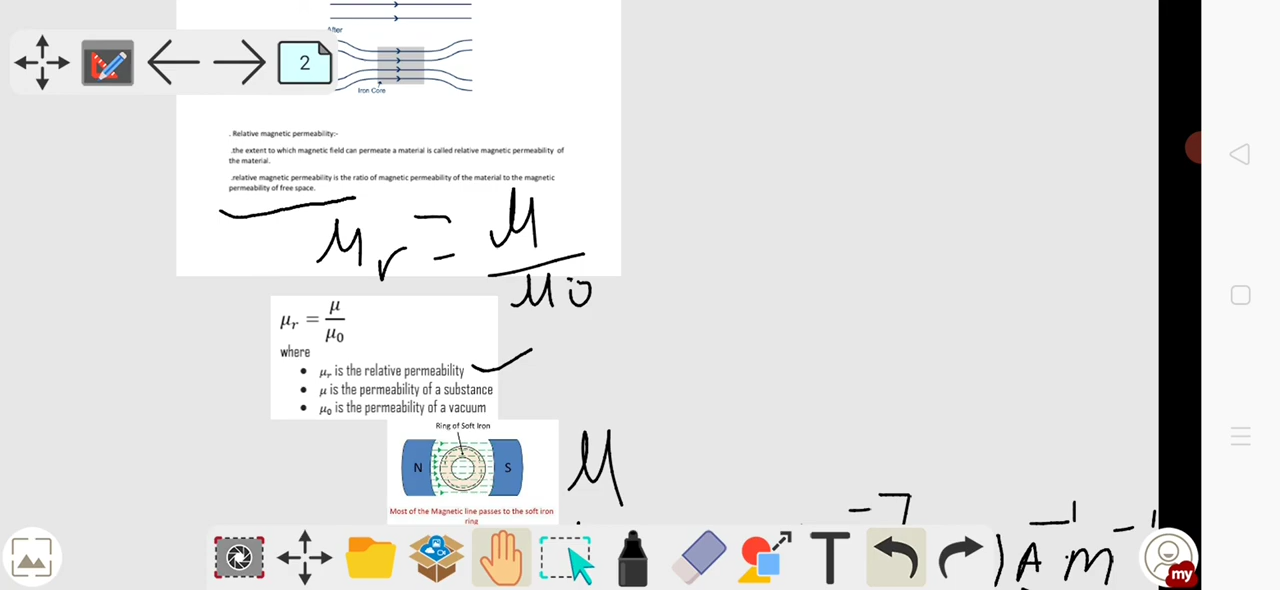 After
2
Iron Core
. Relative magnetic permeability:-
.the extent to which magnetic field can permeate a material is called relative magnetic permeability of
the material.
.relative magnetic permeability is the ratio of magnetic permeability of the material to the magnetic
permeability of free space.
μr = μ/μ0
μr = μ/μ0
where
• μr is the relative permeability
• μ is the permeability of a substance
• μ0 is the permeability of a vacuum
Ring of Soft Iron
N S
μ
Most of the Magnetic line passes to the soft iron
ring
-7
-1 -1
) A m
T
my